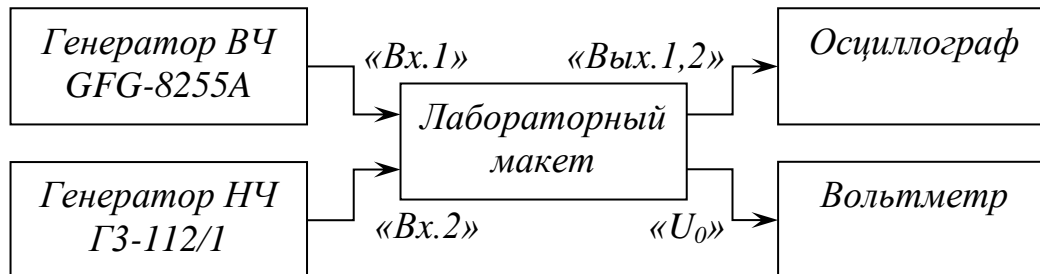 Генератор ВЧ
GFG-8255A
«Вх.1»
«Вых.1,2»
Осциллограф
Лабораторный
макет
Генератор НЧ
Г3-112/1
«Вх.2»
«U₀»
Вольтметр